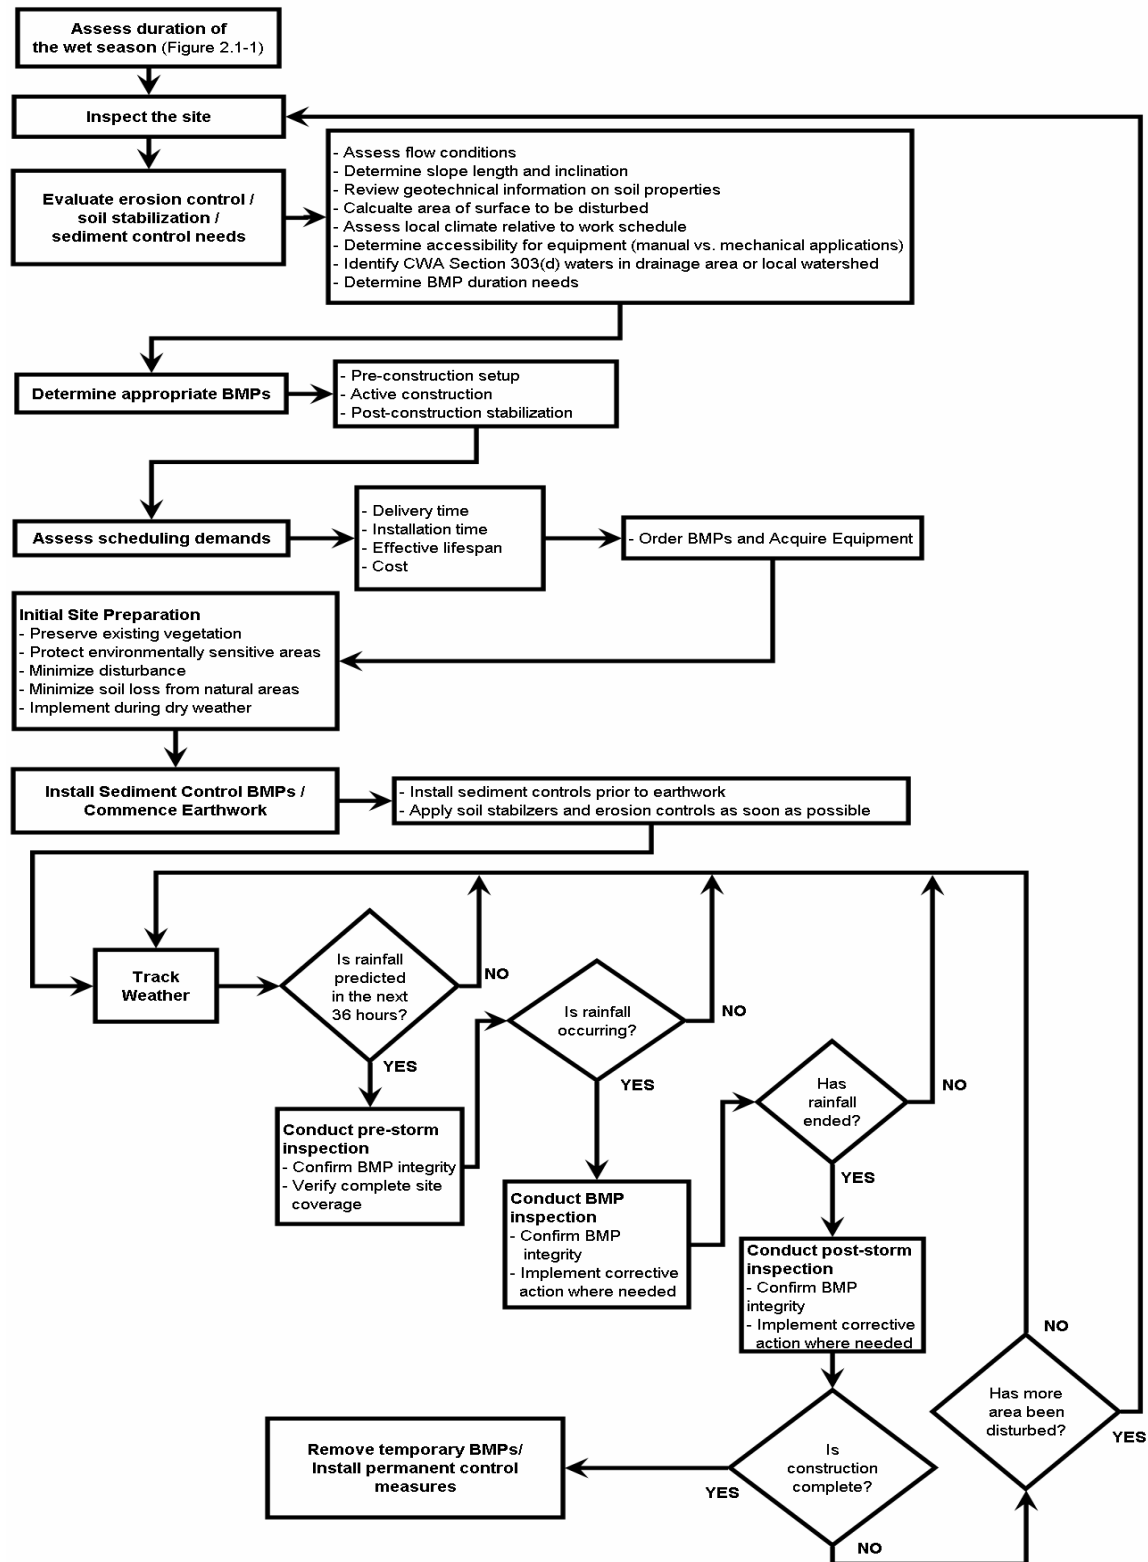 Assess duration of
the wet season (Figure 2.1-1)
Inspect the site
Evaluate erosion control /
soil stabilization /
sediment control needs
- Assess flow conditions
- Determine slope length and inclination
- Review geotechnical information on soil properties
- Calcualte area of surface to be disturbed
- Assess local climate relative to work schedule
- Determine accessibility for equipment (manual vs. mechanical applications)
- Identify CWA Section 303(d) waters in drainage area or local watershed
- Determine BMP duration needs
Determine appropriate BMPs
- Pre-construction setup
- Active construction
- Post-construction stabilization
Assess scheduling demands
- Delivery time
- Installation time
- Effective lifespan
- Cost
- Order BMPs and Acquire Equipment
Initial Site Preparation
- Preserve existing vegetation
- Protect environmentally sensitive areas
- Minimize disturbance
- Minimize soil loss from natural areas
- Implement during dry weather
Install Sediment Control BMPs /
Commence Earthwork
- Install sediment controls prior to earthwork
- Apply soil stabilzers and erosion controls as soon as possible
Track
Weather
Is rainfall
predicted
in the next
36 hours?
NO
YES
Conduct pre-storm
inspection
- Confirm BMP integrity
- Verify complete site
coverage
Is rainfall
occurring?
NO
YES
Conduct BMP
inspection
- Confirm BMP
integrity
- Implement corrective
action where needed
Has
rainfall
ended?
NO
YES
Conduct post-storm
inspection
- Confirm BMP
integrity
- Implement corrective
action where needed
Is
construction
complete?
YES
NO
Remove temporary BMPs/
Install permanent control
measures
Has more
area been
disturbed?
NO
YES